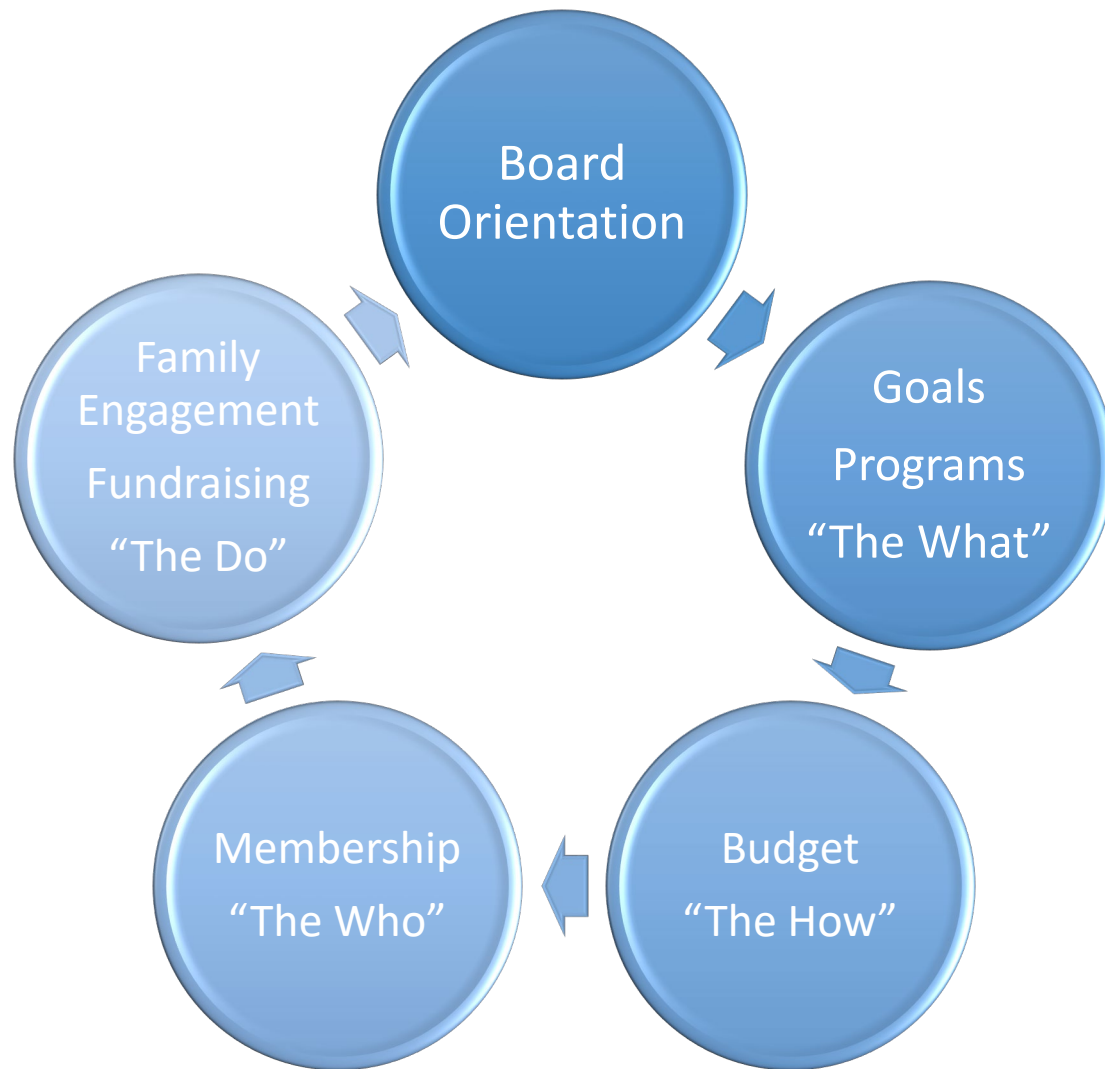 Board
Orientation
Goals
Programs
“The What”
Budget
“The How”
Membership
“The Who”
Family
Engagement
Fundraising
“The Do”